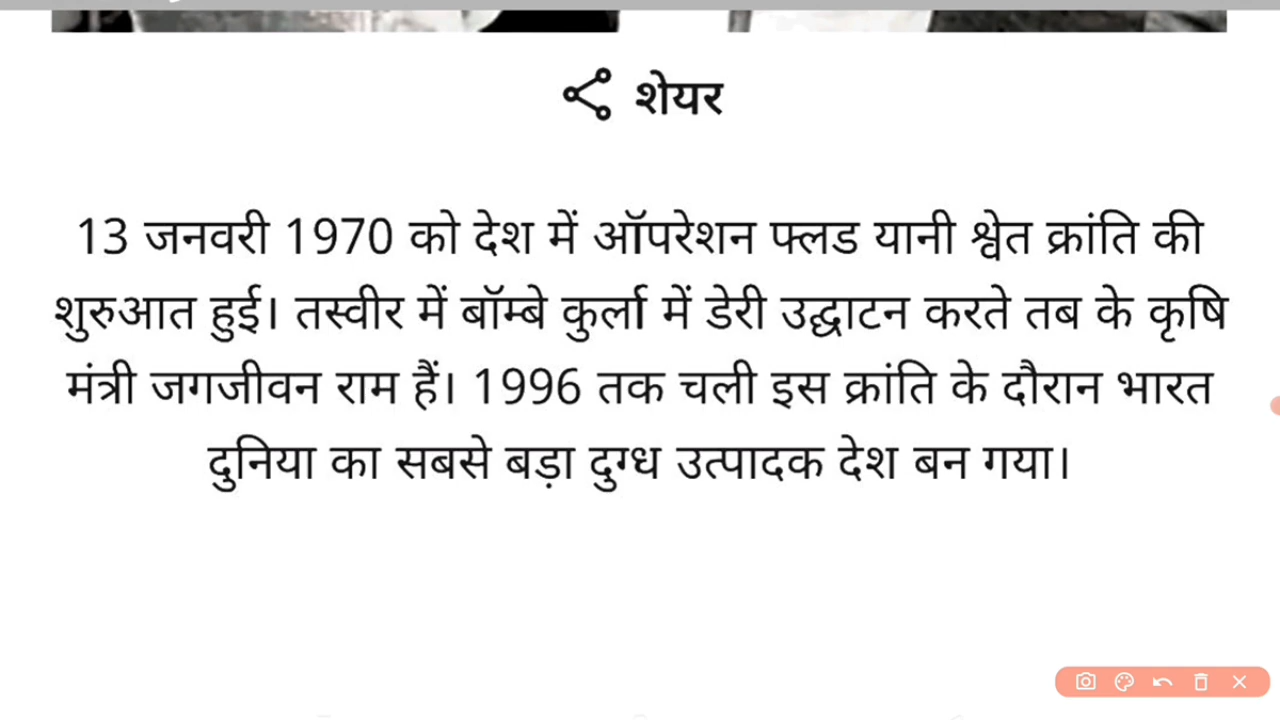 शेयर
13 जनवरी 1970 को देश में ऑपरेशन फ्लड यानी श्वेत क्रांति की
शुरुआत हुई। तस्वीर में बॉम्बे कुर्ला में डेरी उद्घाटन करते तब के कृषि
मंत्री जगजीवन राम हैं। 1996 तक चली इस क्रांति के दौरान भारत
दुनिया का सबसे बड़ा दुग्ध उत्पादक देश बन गया।